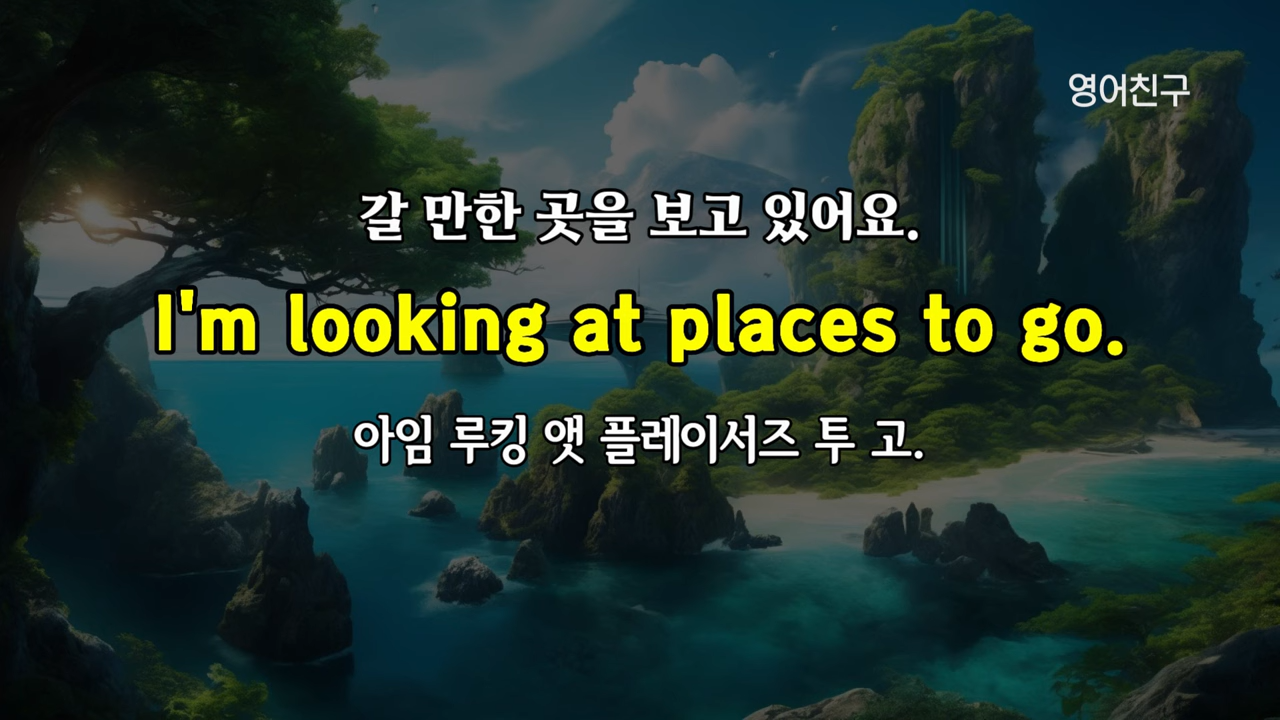 영어친구
갈 만한 곳을 보고 있어요.
I'm looking at places to go.
아임 루킹 앳 플레이서즈 투 고.